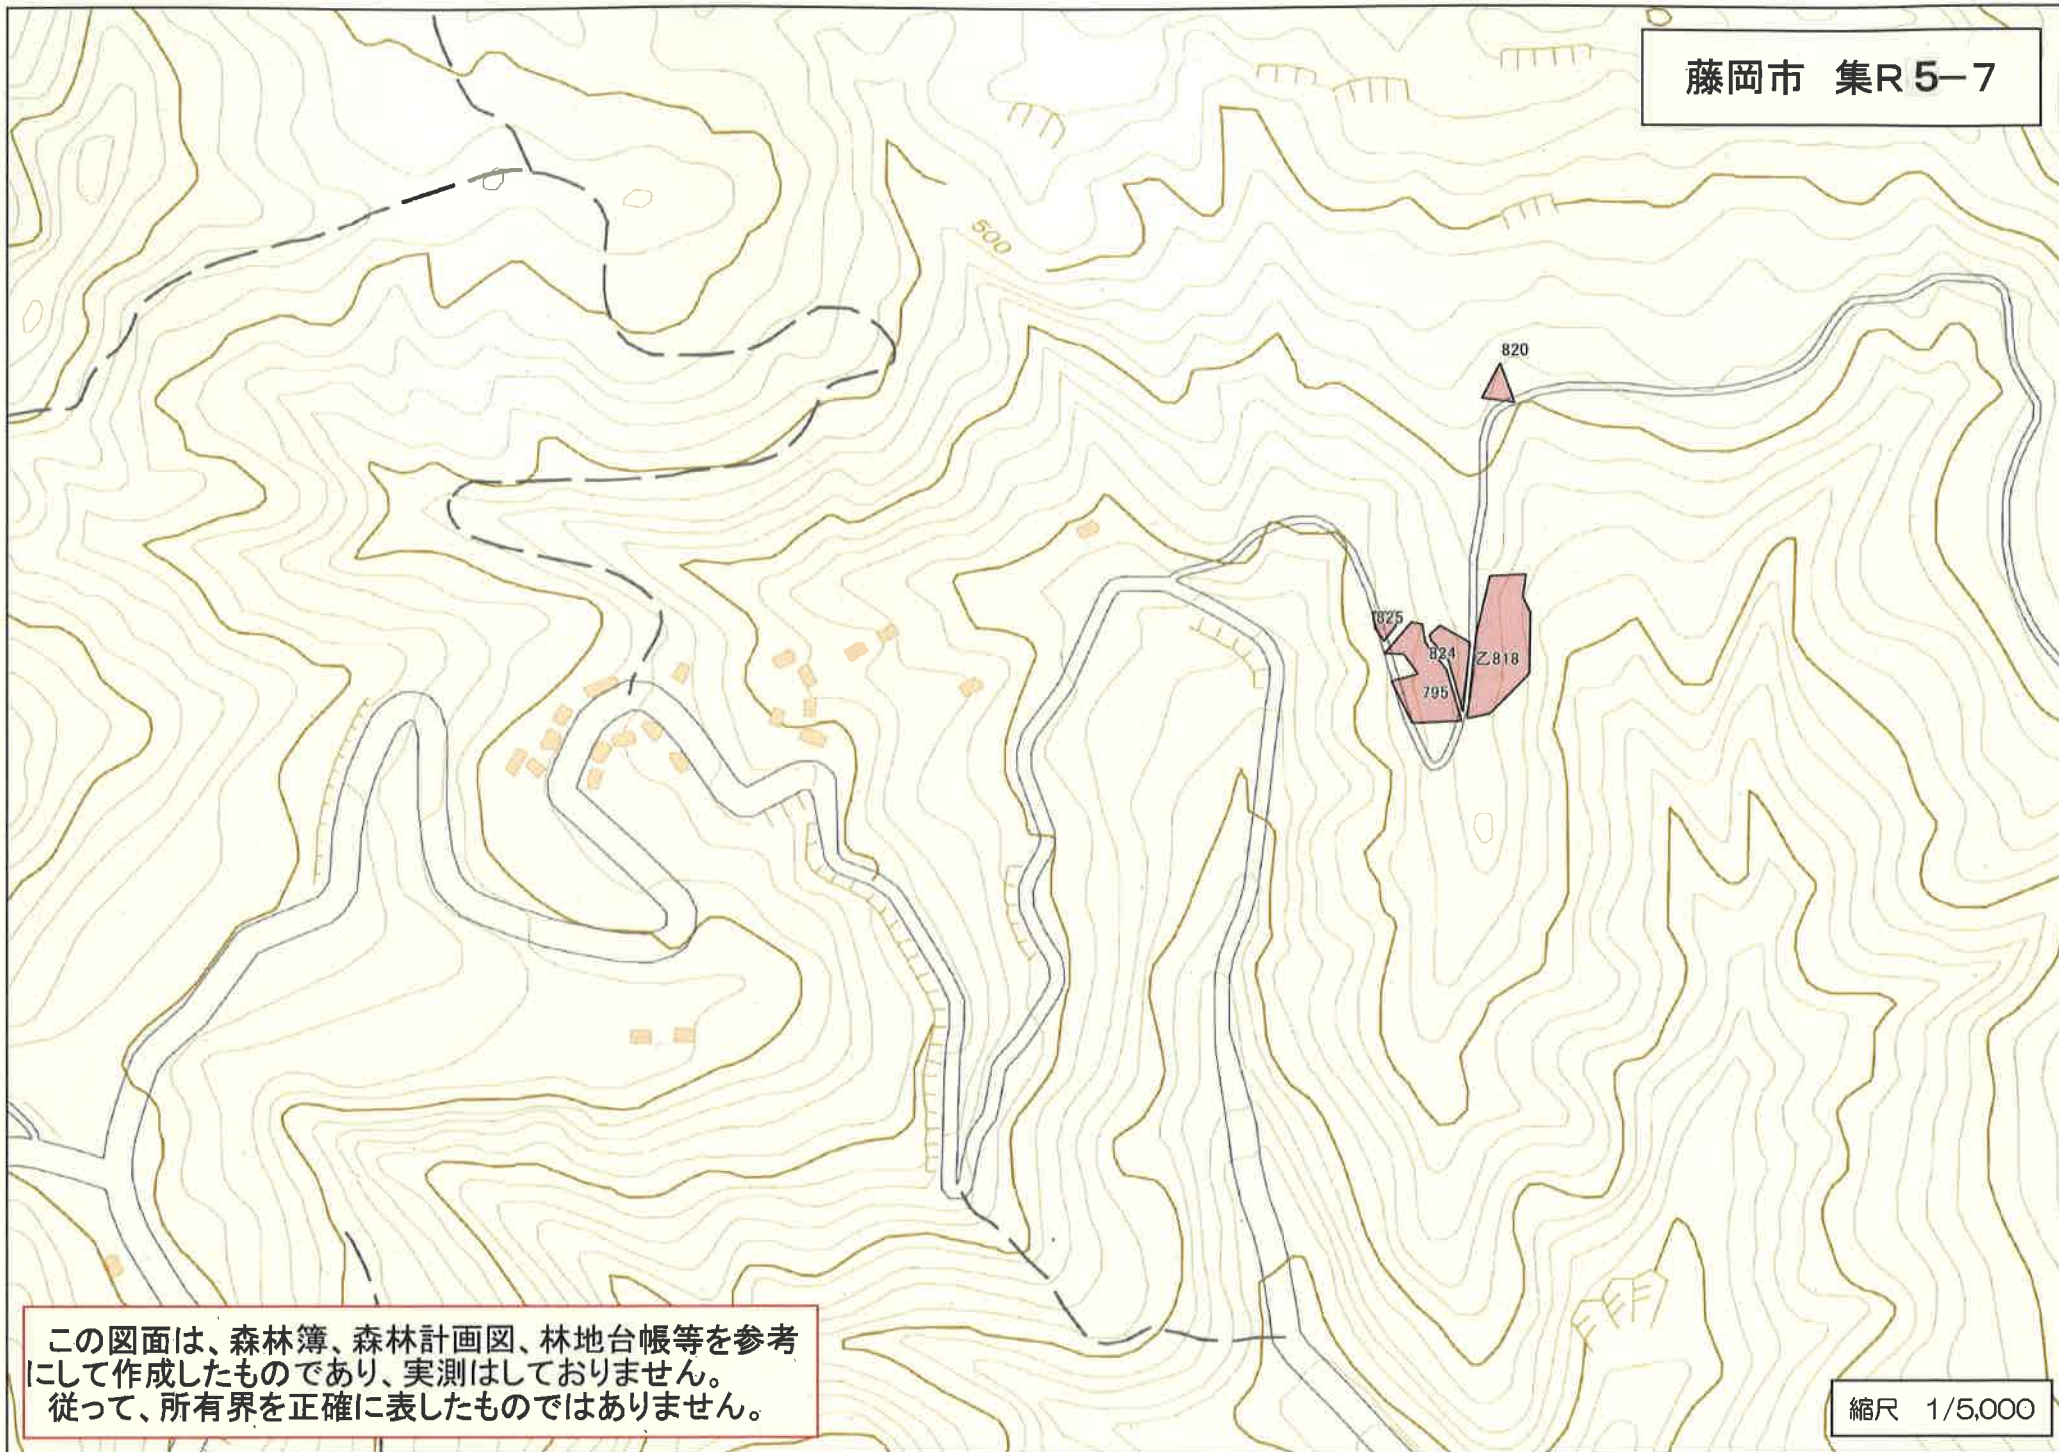 藤岡市 集R5-7
500
820
825
824
乙818
795
この図面は、森林簿、森林計画図、林地台帳等を参考
にして作成したものであり、実測はしておりません。
従って、所有界を正確に表したものではありません。
縮尺 1/5,000